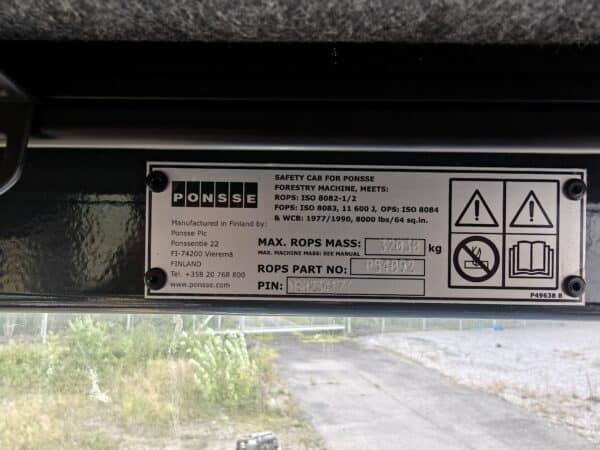 PONSSE
Manufactured in Finland by:
Ponsse Plc
Ponssentie 22
FI-74200 Vieremä
FINLAND
Tel. +358 20 768 800
www.ponsse.com
SAFETY CAB FOR PONSSE
FORESTRY MACHINE, MEETS:
ROPS: ISO 8082-1/2
FOPS: ISO 8083, 11 600 J, OPS: ISO 8084
& WCB: 1977/1990, 8000 lbs/64 sq.in.
MAX. ROPS MASS: kg
MAX. MACHINE MASS: SEE MANUAL
ROPS PART NO:
PIN:
P49638 B